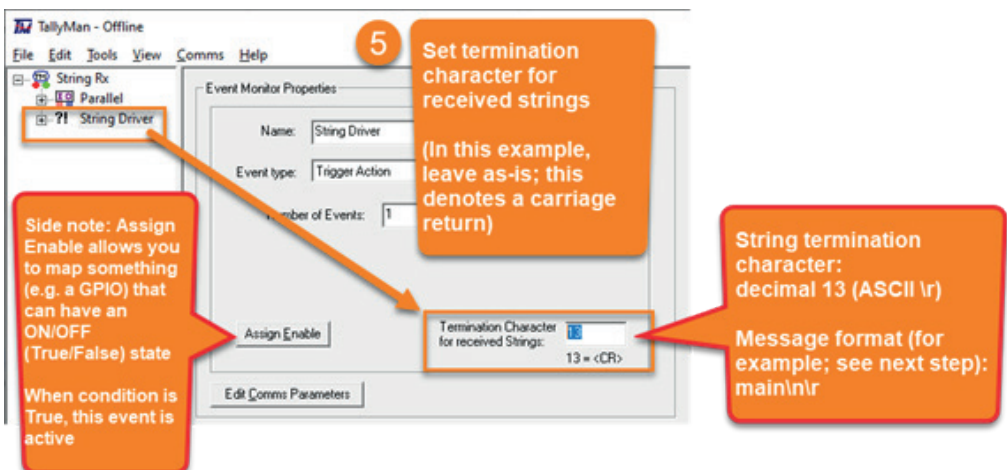 TallyMan - Offline
File Edit Tools View Comms Help
String Rx
Parallel
?! String Driver
Event Monitor Properties
Name: String Driver
Event type: Trigger Action
Number of Events: 1
Assign Enable
Termination Character
for received Strings:
13
13 = <CR>
Edit Comms Parameters
5
Set termination
character for
received strings
(In this example,
leave as-is; this
denotes a carriage
return)
Side note: Assign
Enable allows you
to map something
(e.g. a GPIO) that
can have an
ON/OFF
(True/False) state
When condition is
True, this event is
active
String termination
character:
decimal 13 (ASCII \r)
Message format (for
example; see next step):
main\n\r